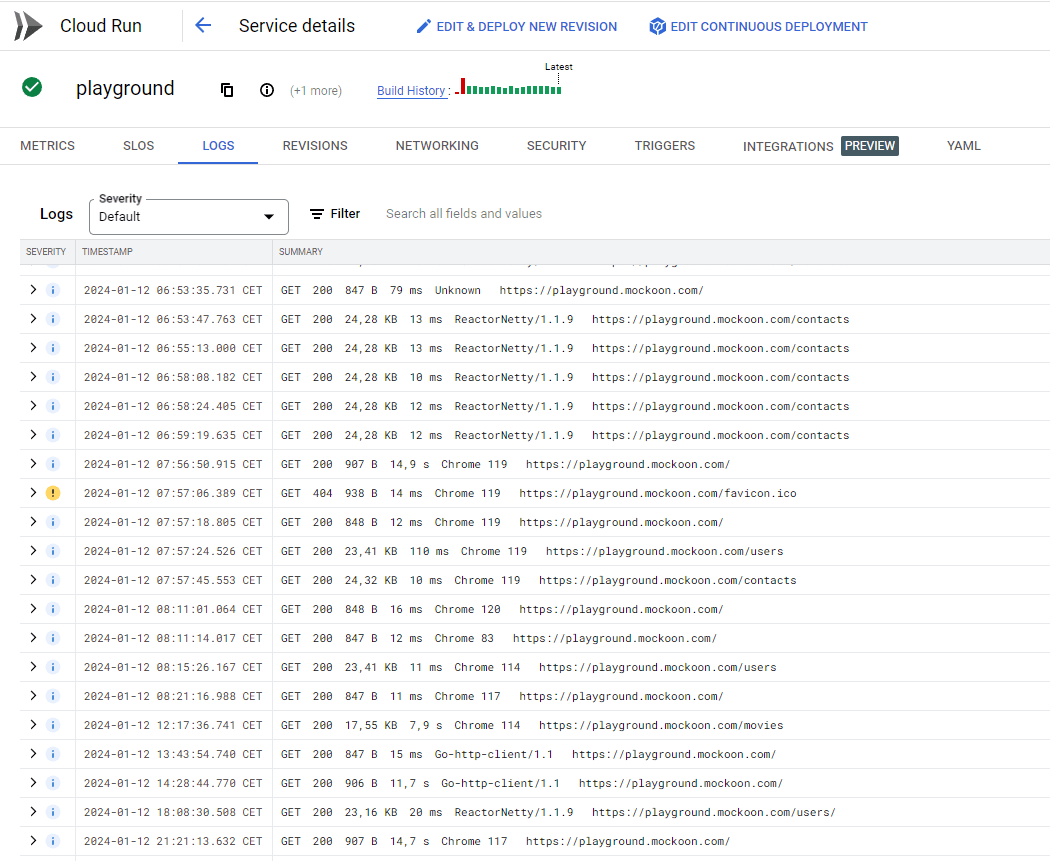 Cloud Run Service details EDIT & DEPLOY NEW REVISION EDIT CONTINUOUS DEPLOYMENT
Latest
playground (+1 more) Build History :
METRICS SLOS LOGS REVISIONS NETWORKING SECURITY TRIGGERS INTEGRATIONS PREVIEW YAML
Severity
Logs Default Filter Search all fields and values
SEVERITY TIMESTAMP SUMMARY
2024-01-12 06:53:35.731 CET GET 200 847 B 79 ms Unknown https://playground.mockoon.com/
2024-01-12 06:53:47.763 CET GET 200 24,28 KB 13 ms ReactorNetty/1.1.9 https://playground.mockoon.com/contacts
2024-01-12 06:55:13.000 CET GET 200 24,28 KB 13 ms ReactorNetty/1.1.9 https://playground.mockoon.com/contacts
2024-01-12 06:58:08.182 CET GET 200 24,28 KB 10 ms ReactorNetty/1.1.9 https://playground.mockoon.com/contacts
2024-01-12 06:58:24.405 CET GET 200 24,28 KB 12 ms ReactorNetty/1.1.9 https://playground.mockoon.com/contacts
2024-01-12 06:59:19.635 CET GET 200 24,28 KB 12 ms ReactorNetty/1.1.9 https://playground.mockoon.com/contacts
2024-01-12 07:56:50.915 CET GET 200 907 B 14,9 s Chrome 119 https://playground.mockoon.com/
2024-01-12 07:57:06.389 CET GET 404 938 B 14 ms Chrome 119 https://playground.mockoon.com/favicon.ico
2024-01-12 07:57:18.805 CET GET 200 848 B 12 ms Chrome 119 https://playground.mockoon.com/
2024-01-12 07:57:24.526 CET GET 200 23,41 KB 110 ms Chrome 119 https://playground.mockoon.com/users
2024-01-12 07:57:45.553 CET GET 200 24,32 KB 10 ms Chrome 119 https://playground.mockoon.com/contacts
2024-01-12 08:11:01.064 CET GET 200 848 B 16 ms Chrome 120 https://playground.mockoon.com/
2024-01-12 08:11:14.017 CET GET 200 847 B 12 ms Chrome 83 https://playground.mockoon.com/
2024-01-12 08:15:26.167 CET GET 200 23,41 KB 11 ms Chrome 114 https://playground.mockoon.com/users
2024-01-12 08:21:16.988 CET GET 200 847 B 11 ms Chrome 117 https://playground.mockoon.com/
2024-01-12 12:17:36.741 CET GET 200 17,55 KB 7,9 s Chrome 114 https://playground.mockoon.com/movies
2024-01-12 13:43:54.740 CET GET 200 847 B 15 ms Go-http-client/1.1 https://playground.mockoon.com/
2024-01-12 14:28:44.770 CET GET 200 906 B 11,7 s Go-http-client/1.1 https://playground.mockoon.com/
2024-01-12 18:08:30.508 CET GET 200 23,16 KB 20 ms ReactorNetty/1.1.9 https://playground.mockoon.com/users/
2024-01-12 21:21:13.632 CET GET 200 907 B 14,7 s Chrome 117 https://playground.mockoon.com/